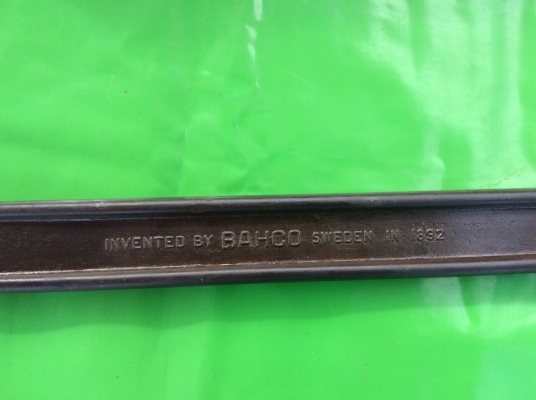 INVENTED BY BAHCO SWEDEN IN 1892